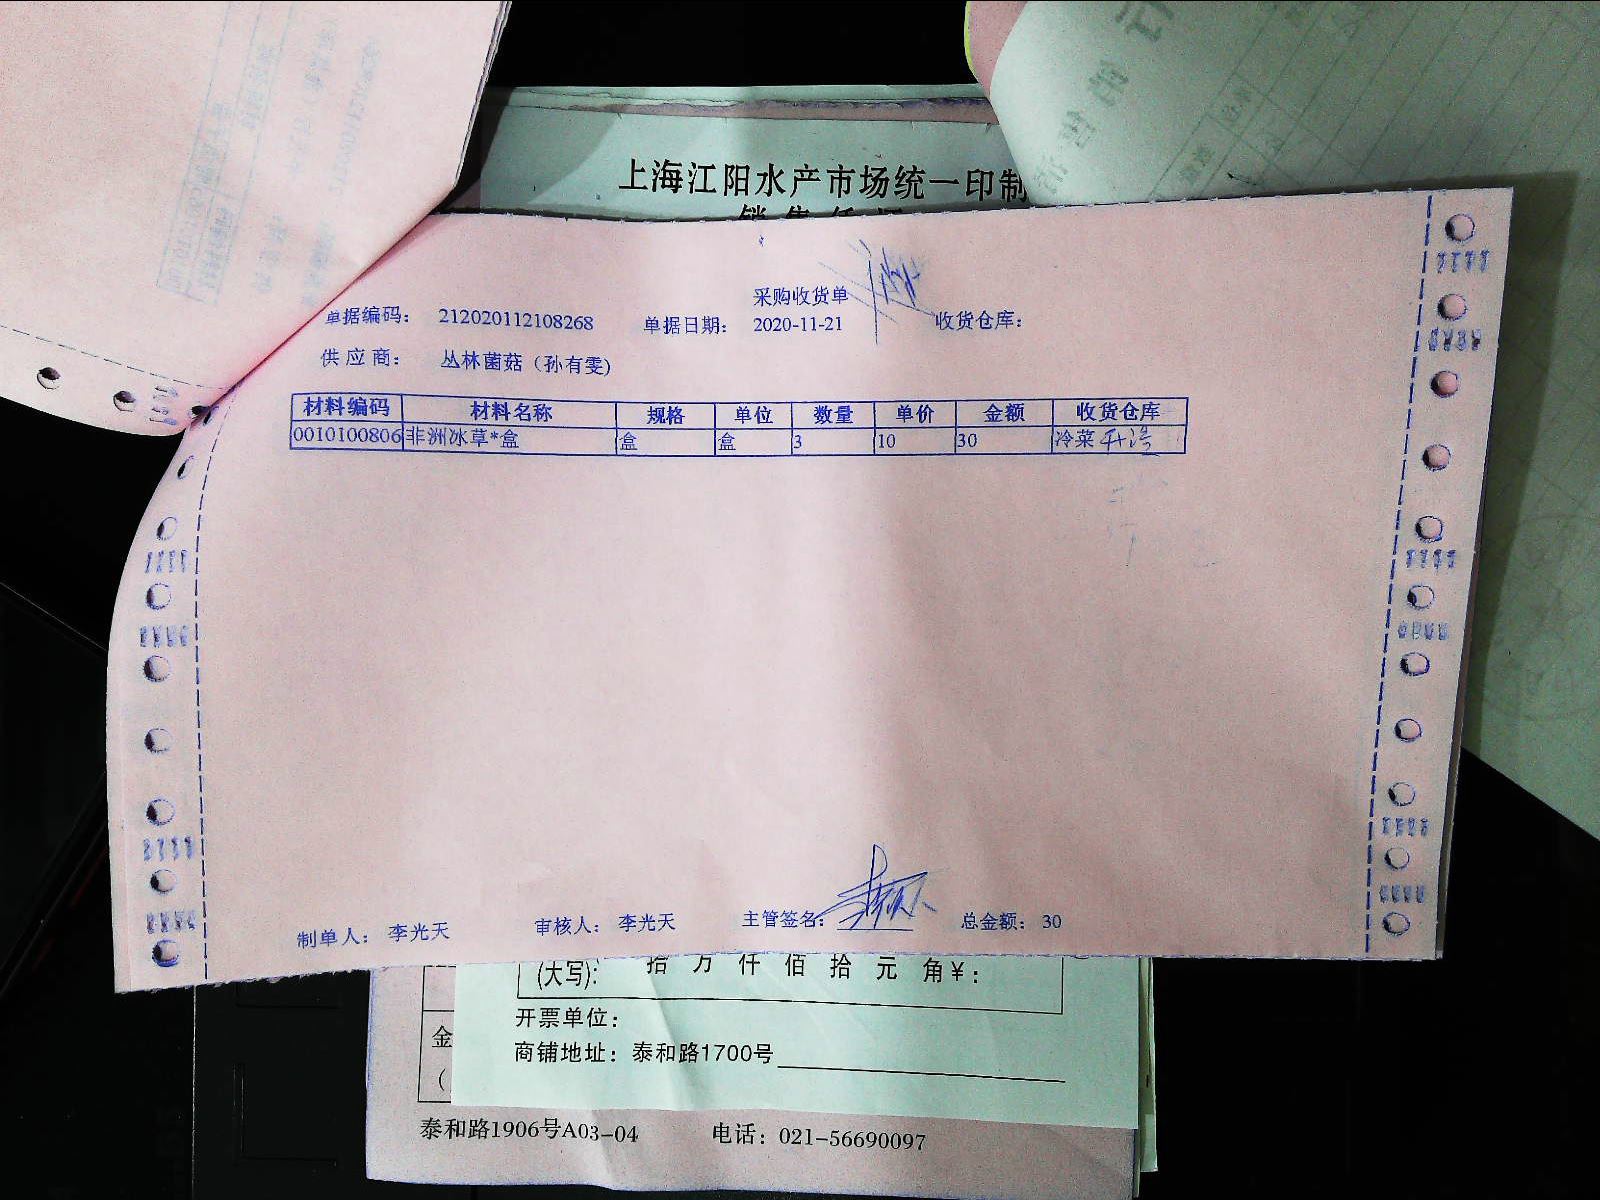 上海江阳水产市场统一印制
采购收货单
单据编码： 212020112108268 单据日期： 2020-11-21 收货仓库：
供应商： 丛林菌菇（孙有雯)
材料编码 材料名称 规格 单位 数量 单价 金额 收货仓库
0010100806 非洲冰草*盒 盒 盒 3 10 30 冷菜
制单人： 李光天 审核人： 李光天 主管签名： 总金额： 30
(大写): 拾 万 仟 佰 拾 元 角￥:
开票单位：
金
商铺地址：泰和路1700号
(
泰和路1906号A03-04 电话：021-56690097